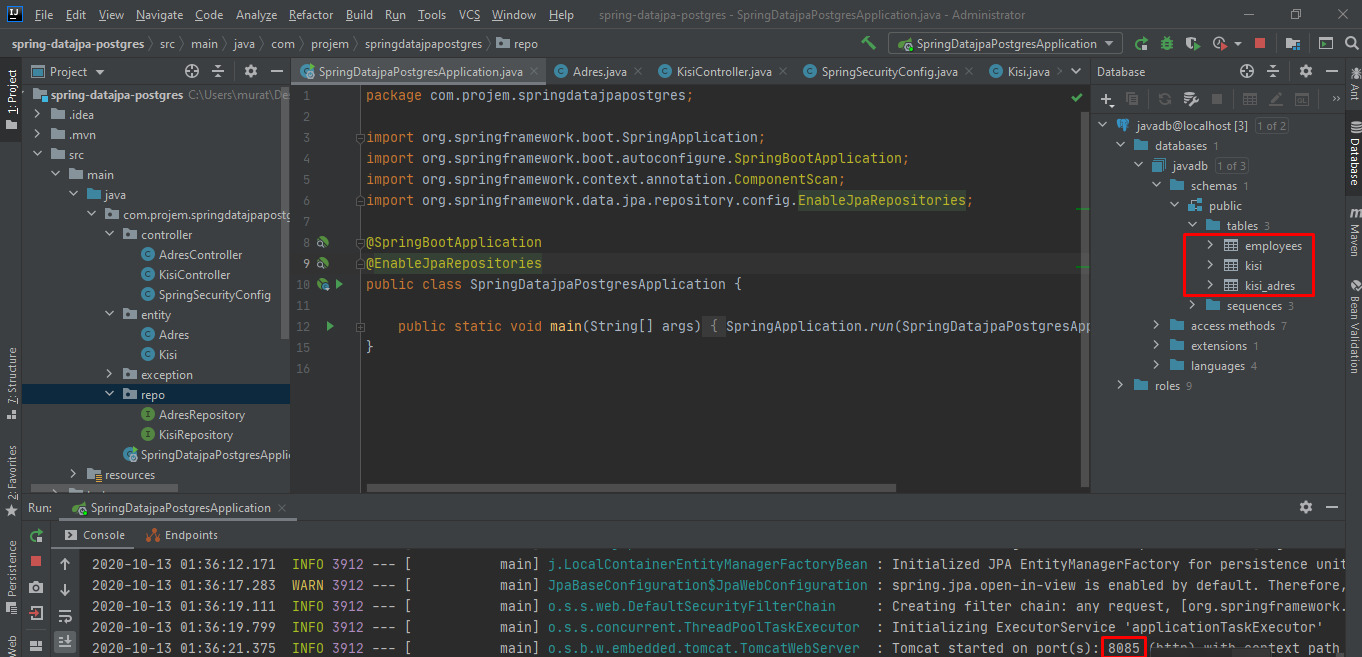 File Edit View Navigate Code Analyze Refactor Build Run Tools VCS Window Help spring-datajpa-postgres - SpringDatajpaPostgresApplication.java - Administrator
spring-datajpa-postgres src main java com projem springdatajpapostgres repo SpringDatajpaPostgresApplication
1: Project
7: Structure
2: Favorites
Persistence
Web
Project
spring-datajpa-postgres C:\Users\murat\De
.idea
.mvn
src
main
java
com.projem.springdatajpapostg
controller
AdresController
KisiController
SpringSecurityConfig
entity
Adres
Kisi
exception
repo
AdresRepository
KisiRepository
SpringDatajpaPostgresAppli
resources
SpringDatajpaPostgresApplication.java Adres.java KisiController.java SpringSecurityConfig.java Kisi.java
1 package com.projem.springdatajpapostgres;
2
3 import org.springframework.boot.SpringApplication;
4 import org.springframework.boot.autoconfigure.SpringBootApplication;
5 import org.springframework.context.annotation.ComponentScan;
6 import org.springframework.data.jpa.repository.config.EnableJpaRepositories;
7
8 @SpringBootApplication
9 @EnableJpaRepositories
10 public class SpringDatajpaPostgresApplication {
11
12 public static void main(String[] args) { SpringApplication.run(SpringDatajpaPostgresApp
15 }
16
Database
javadb@localhost [3] 1 of 2
databases 1
javadb 1 of 3
schemas 1
public
tables 3
employees
kisi
kisi_adres
sequences 3
access methods 7
extensions 1
languages 4
roles 9
Ant
Database
Maven
Bean Validation
Run: SpringDatajpaPostgresApplication
Console Endpoints
2020-10-13 01:36:12.171 INFO 3912 --- [ main] j.LocalContainerEntityManagerFactoryBean : Initialized JPA EntityManagerFactory for persistence unit
2020-10-13 01:36:17.283 WARN 3912 --- [ main] JpaBaseConfiguration$JpaWebConfiguration : spring.jpa.open-in-view is enabled by default. Therefore,
2020-10-13 01:36:19.111 INFO 3912 --- [ main] o.s.s.web.DefaultSecurityFilterChain : Creating filter chain: any request, [org.springframework.
2020-10-13 01:36:19.799 INFO 3912 --- [ main] o.s.s.concurrent.ThreadPoolTaskExecutor : Initializing ExecutorService 'applicationTaskExecutor'
2020-10-13 01:36:21.375 INFO 3912 --- [ main] o.s.b.w.embedded.tomcat.TomcatWebServer : Tomcat started on port(s): 8085 (http) with context path